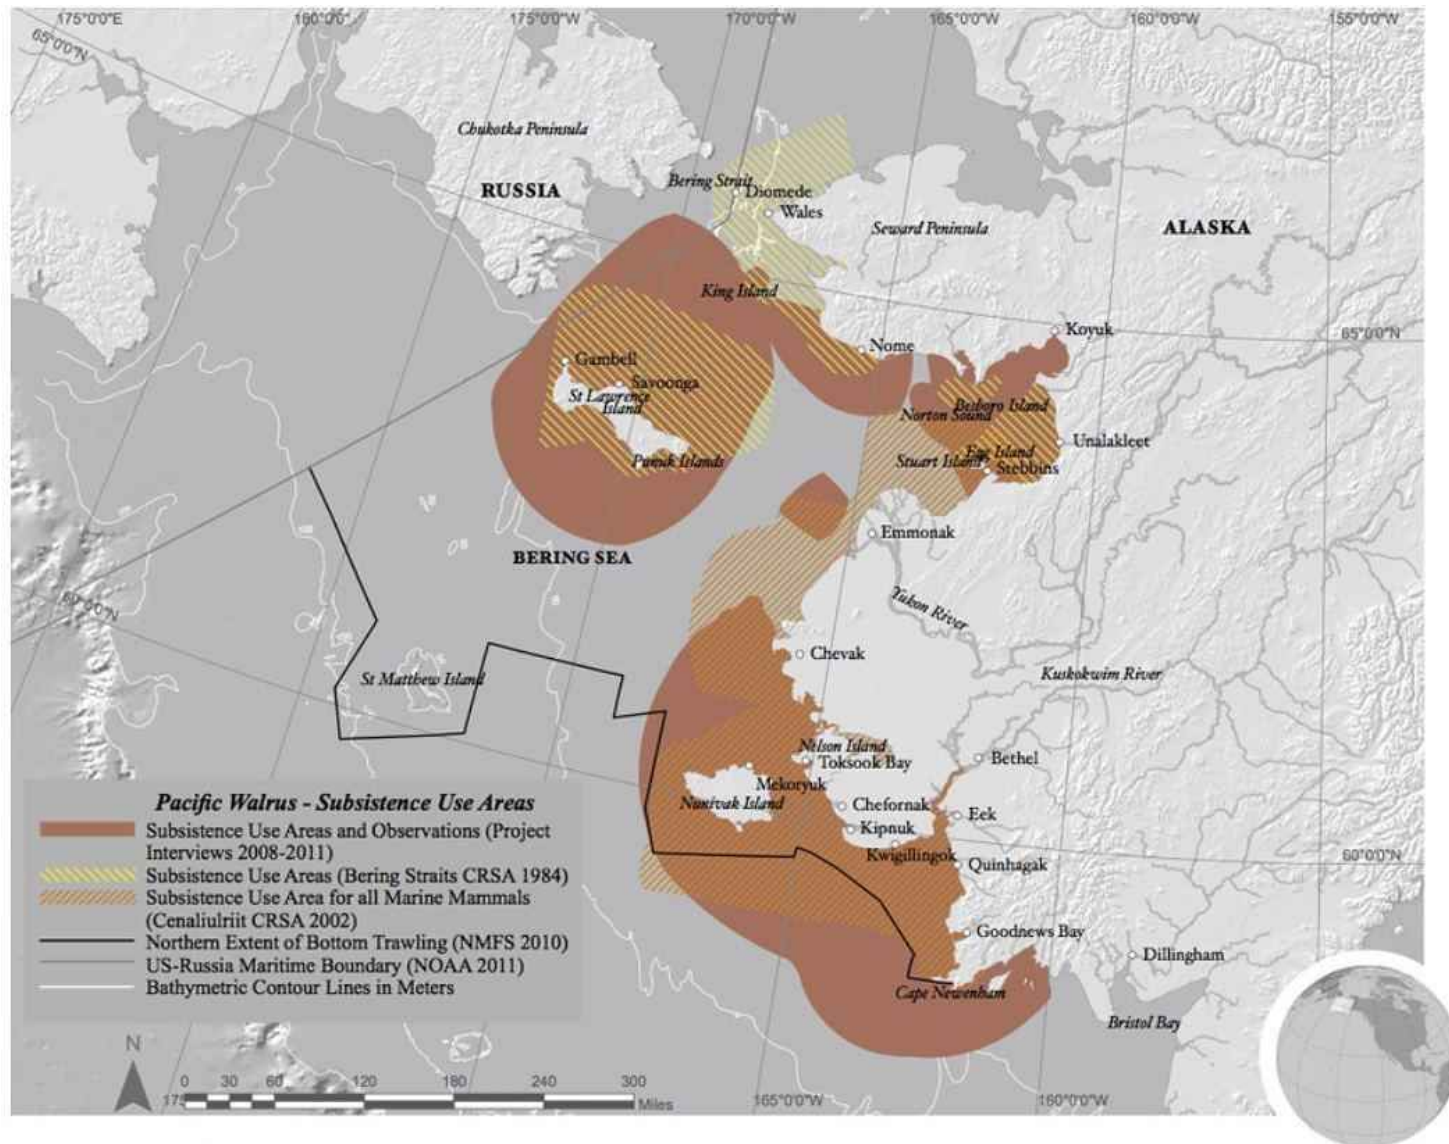 175°0'0"E
160°0'0"
175°0'0"W
170°0'0"W
165°0'0"W
160°0'0"W
155°0'0"W
65°0'0"N
Chukotka Peninsula
RUSSIA
Bering Strait
Diomede
Wales
Seward Peninsula
ALASKA
King Island
Koyuk
65°0'0"N
Nome
Gambell
Savoonga
St Lawrence
Island
Besboro Island
Norton Sound
Unalakleet
Egg Island
Stuart Island
Stebbins
Punuk Islands
Emmonak
BERING SEA
60°0'0"N
Yukon River
Chevak
St Matthew Island
Kuskokwim River
Nelson Island
Toksook Bay
Bethel
Mekoryuk
Nunivak Island
Chefornak
Eek
Kipnuk
Kwigillingok
Quinhagak
60°0'0"N
Goodnews Bay
Dillingham
Cape Newenham
Bristol Bay
Pacific Walrus - Subsistence Use Areas
Subsistence Use Areas and Observations (Project
Interviews 2008-2011)
Subsistence Use Areas (Bering Straits CRSA 1984)
Subsistence Use Area for all Marine Mammals
(Cenaliulriit CRSA 2002)
Northern Extent of Bottom Trawling (NMFS 2010)
US-Russia Maritime Boundary (NOAA 2011)
Bathymetric Contour Lines in Meters
N
0 30 60 120 180 240 300
Miles
165°0'0"W
160°0'0"W